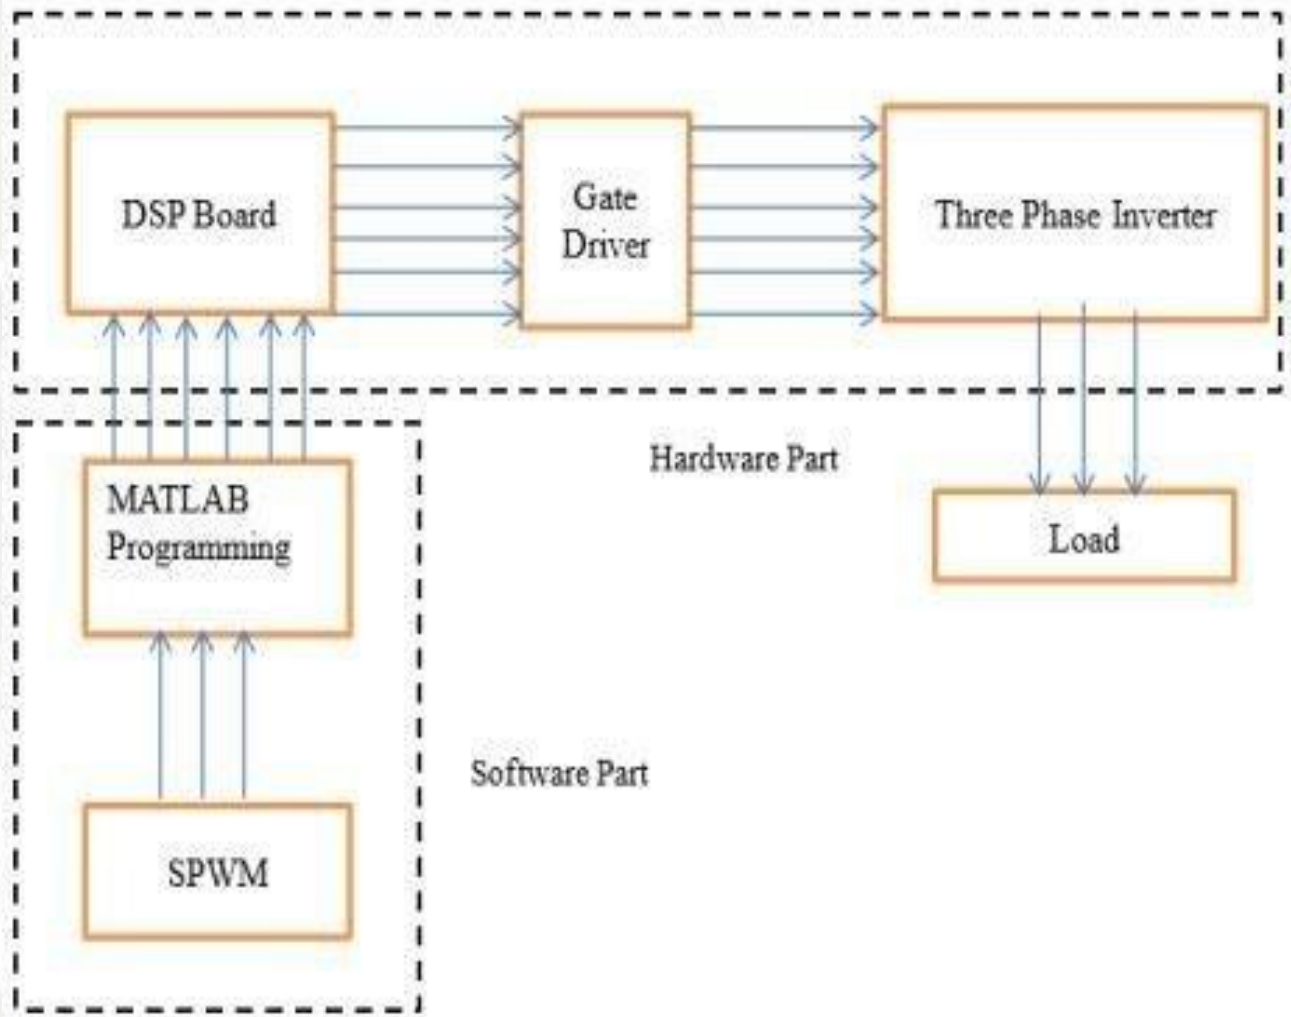 DSP Board
Gate
Driver
Three Phase Inverter
Hardware Part
MATLAB
Programming
Load
Software Part
SPWM